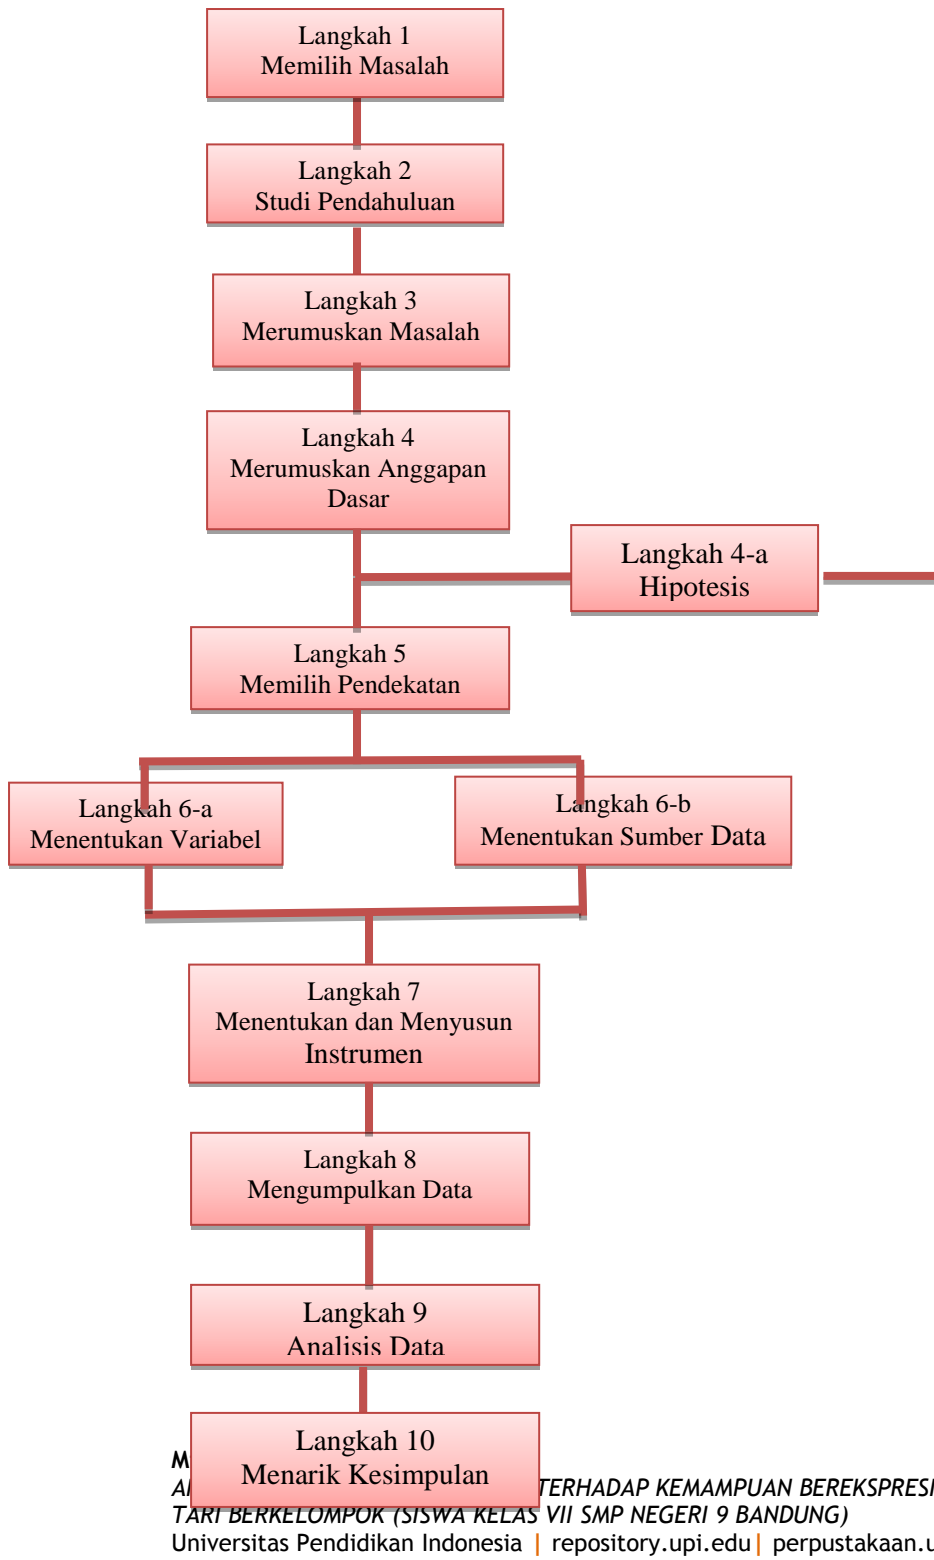 Langkah 1
Memilih Masalah
Langkah 2
Studi Pendahuluan
Langkah 3
Merumuskan Masalah
Langkah 4
Merumuskan Anggapan
Dasar
Langkah 4-a
Hipotesis
Langkah 5
Memilih Pendekatan
Langkah 6-a
Menentukan Variabel
Langkah 6-b
Menentukan Sumber Data
Langkah 7
Menentukan dan Menyusun
Instrumen
Langkah 8
Mengumpulkan Data
Langkah 9
Analisis Data
Langkah 10
Menarik Kesimpulan
TERHADAP KEMAMPUAN BEREKSPRESI
TARI BERKELOMPOK (SISWA KELAS VII SMP NEGERI 9 BANDUNG)
Universitas Pendidikan Indonesia | repository.upi.edu | perpustakaan.u